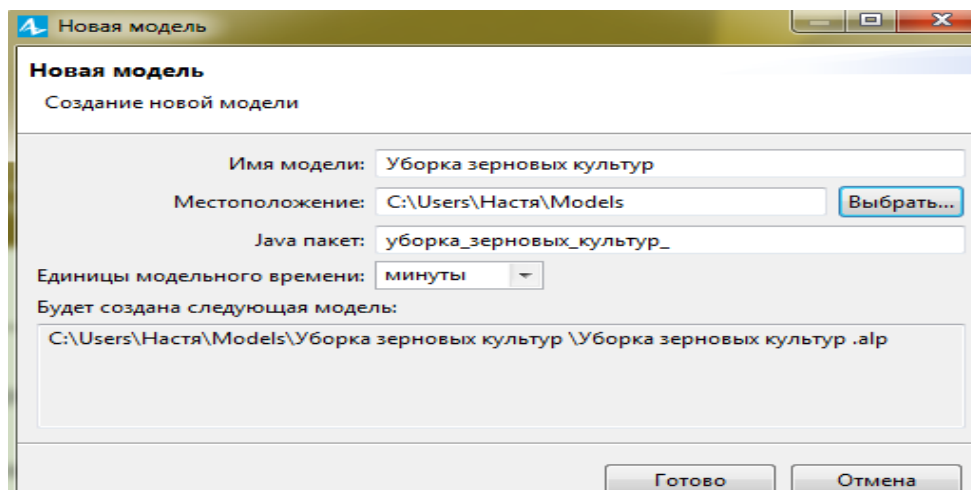 Новая модель
Новая модель
Создание новой модели
Имя модели: Уборка зерновых культур
Местоположение: C:\Users\Настя\Models Выбрать...
Java пакет: уборка_зерновых_культур_
Единицы модельного времени: минуты
Будет создана следующая модель:
C:\Users\Настя\Models\Уборка зерновых культур \Уборка зерновых культур .alp
Готово Отмена